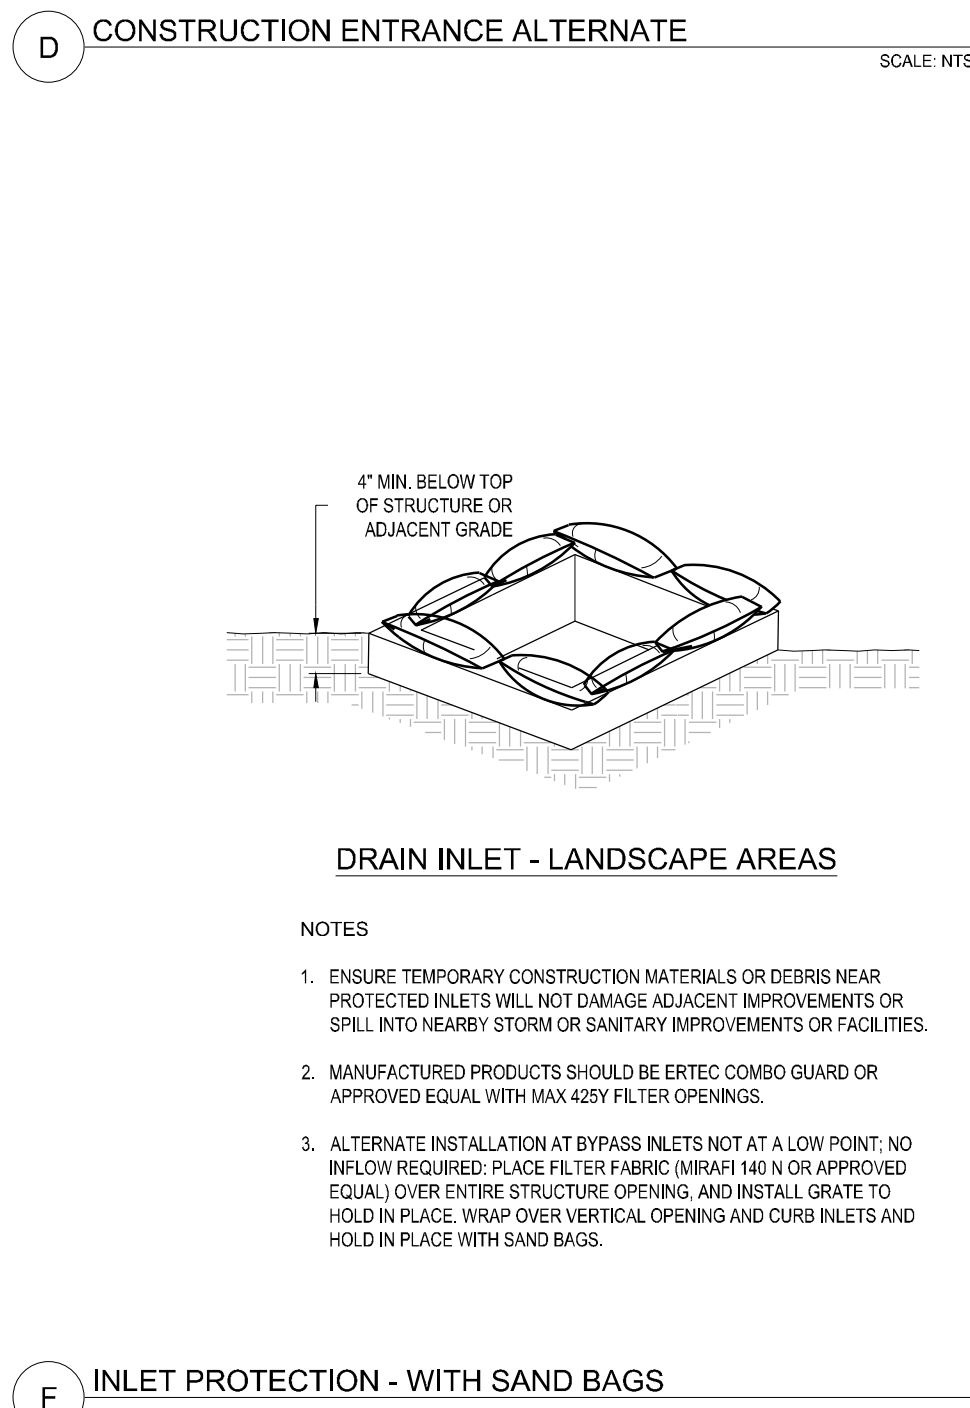 D
CONSTRUCTION ENTRANCE ALTERNATE
SCALE: NTS
4" MIN. BELOW TOP
OF STRUCTURE OR
ADJACENT GRADE
DRAIN INLET - LANDSCAPE AREAS
NOTES
1. ENSURE TEMPORARY CONSTRUCTION MATERIALS OR DEBRIS NEAR
PROTECTED INLETS WILL NOT DAMAGE ADJACENT IMPROVEMENTS OR
SPILL INTO NEARBY STORM OR SANITARY IMPROVEMENTS OR FACILITIES.
2. MANUFACTURED PRODUCTS SHOULD BE ERTEC COMBO GUARD OR
APPROVED EQUAL WITH MAX 425Y FILTER OPENINGS.
3. ALTERNATE INSTALLATION AT BYPASS INLETS NOT AT A LOW POINT; NO
INFLOW REQUIRED: PLACE FILTER FABRIC (MIRAFI 140 N OR APPROVED
EQUAL) OVER ENTIRE STRUCTURE OPENING, AND INSTALL GRATE TO
HOLD IN PLACE. WRAP OVER VERTICAL OPENING AND CURB INLETS AND
HOLD IN PLACE WITH SAND BAGS.
INLET PROTECTION - WITH SAND BAGS